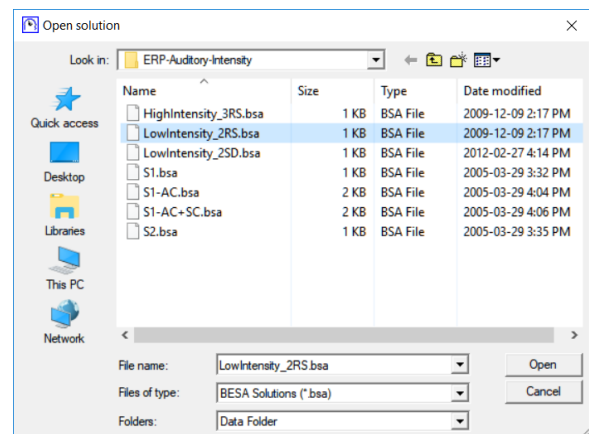 Open solution
Look in: ERP-Auditory-Intensity
Name Size Type Date modified
HighIntensity_3RS.bsa 1 KB BSA File 2009-12-09 2:17 PM
LowIntensity_2RS.bsa 1 KB BSA File 2009-12-09 2:17 PM
LowIntensity_2SD.bsa 1 KB BSA File 2012-02-27 4:14 PM
S1.bsa 1 KB BSA File 2005-03-29 3:32 PM
S1-AC.bsa 2 KB BSA File 2005-03-29 4:04 PM
S1-AC+SC.bsa 2 KB BSA File 2005-03-29 4:06 PM
S2.bsa 1 KB BSA File 2005-03-29 3:35 PM
Quick access
Desktop
Libraries
This PC
Network
File name: LowIntensity_2RS.bsa Open
Files of type: BESA Solutions (*.bsa) Cancel
Folders: Data Folder